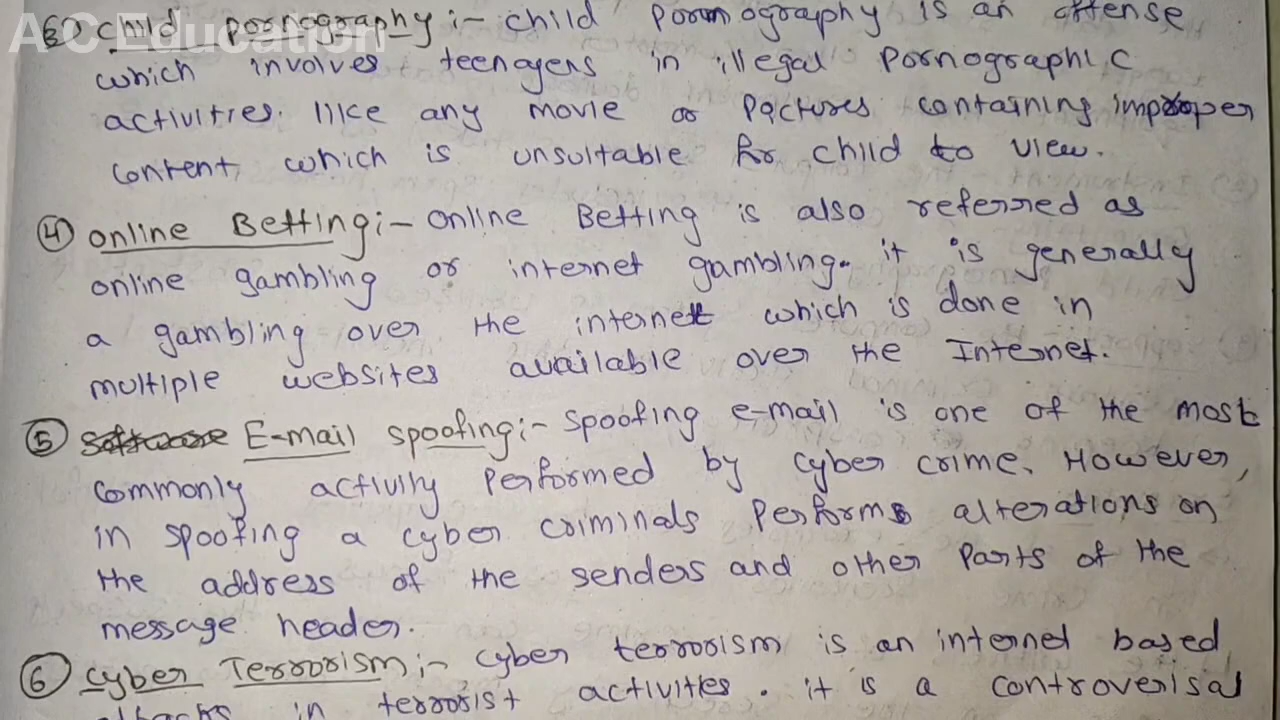 AC Education
③ child pornography :- child pornography is an offense
which involves teenagers in illegal pornographic
activities. like any movie or pactures containing improper
content, which is unsuitable for child to view.
④ online Betting :- online Betting is also referred as
online gambling or internet gambling. it is generally
a gambling over the internet which is done in
multiple websites available over the Internet.
⑤ E-mail spoofing :- spoofing e-mail is one of the most
commonly activity performed by cyber crime. However,
in spoofing a cyber criminals performs alterations on
the address of the senders and other parts of the
message header.
⑥ cyber Terrorism :- cyber terrorism is an internet based
attacks in terrorist activities. it is a controversial